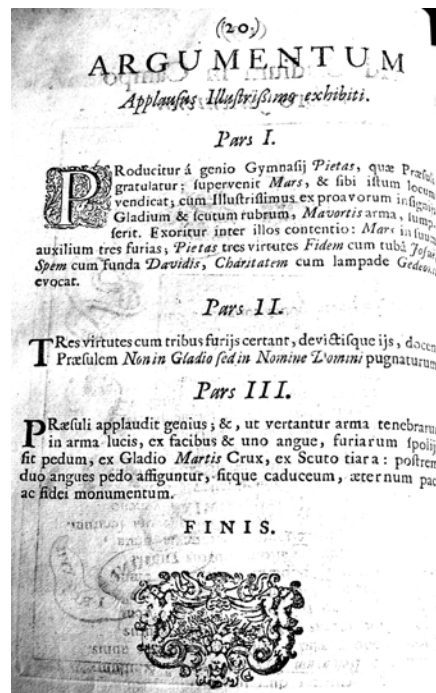 (20.)
ARGUMENTUM
Applausus Illustrißimo exhibiti.
Pars I.
PRoducitur á genio Gymnasij Pietas, quæ Præsuli
gratulatur; supervenit Mars, & sibi istum locum
vendicat; cum Illustrissimus ex proavorum insignijs
Gladium & scutum rubrum, Mavortis arma, sump-
serit. Exoritur inter illos contentio: Mars in suum
auxilium tres furias; Pietas tres virtutes Fidem cum tubâ Josue,
Spem cum funda Davidis, Charitatem cum lampade Gedeonis
evocat.
Pars II.
TRes virtutes cum tribus furijs certant, devictisque ijs, docent
Præsulem Non in Gladio sed in Nomine Domini pugnaturum
Pars III.
PRæsuli applaudit genius; &, ut vertantur arma tenebrarum
in arma lucis, ex facibus & uno angue, furiarum spolijs
fit pedum, ex Gladio Martis Crux, ex Scuto tiara: postremo
duo angues pedo affiguntur, fitque caduceum, æternum pacis
ac fidei monumentum.
FINIS.